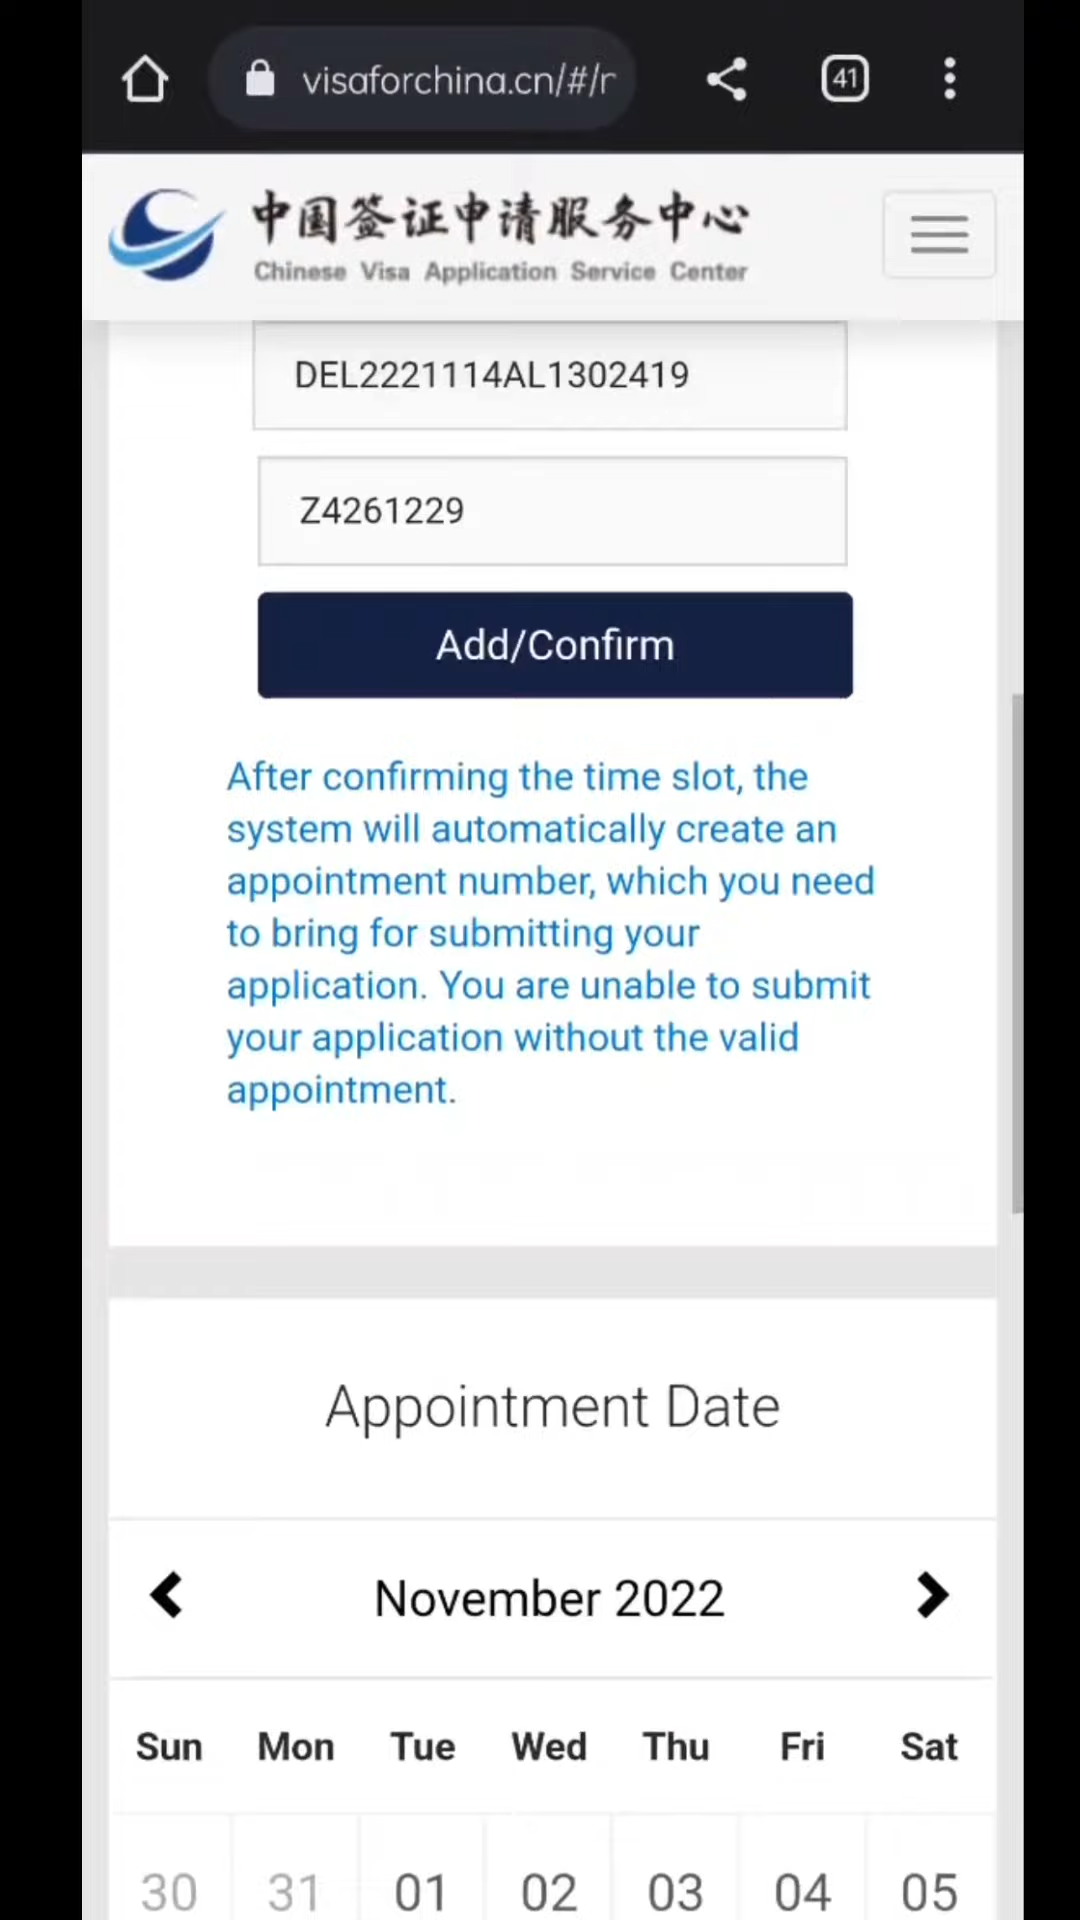 visaforchina.cn/#/r
41
中国签证申请服务中心
Chinese Visa Application Service Center
DEL2221114AL1302419
Z4261229
Add/Confirm
After confirming the time slot, the
system will automatically create an
appointment number, which you need
to bring for submitting your
application. You are unable to submit
your application without the valid
appointment.
Appointment Date
November 2022
Sun Mon Tue Wed Thu Fri Sat
30 31 01 02 03 04 05